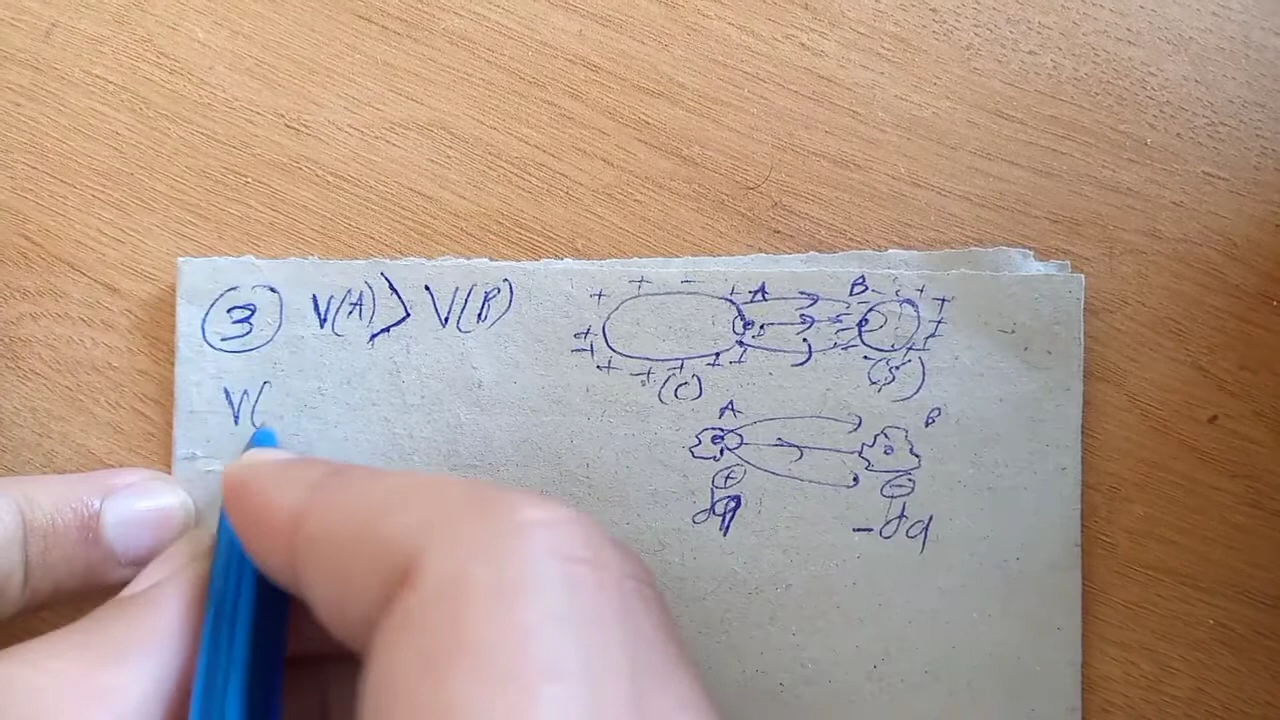 ③ V(A) > V(B)
V(
A B
+ + - + + + + + + + + + +
(C) (S)
A B
+ -
dq -dq